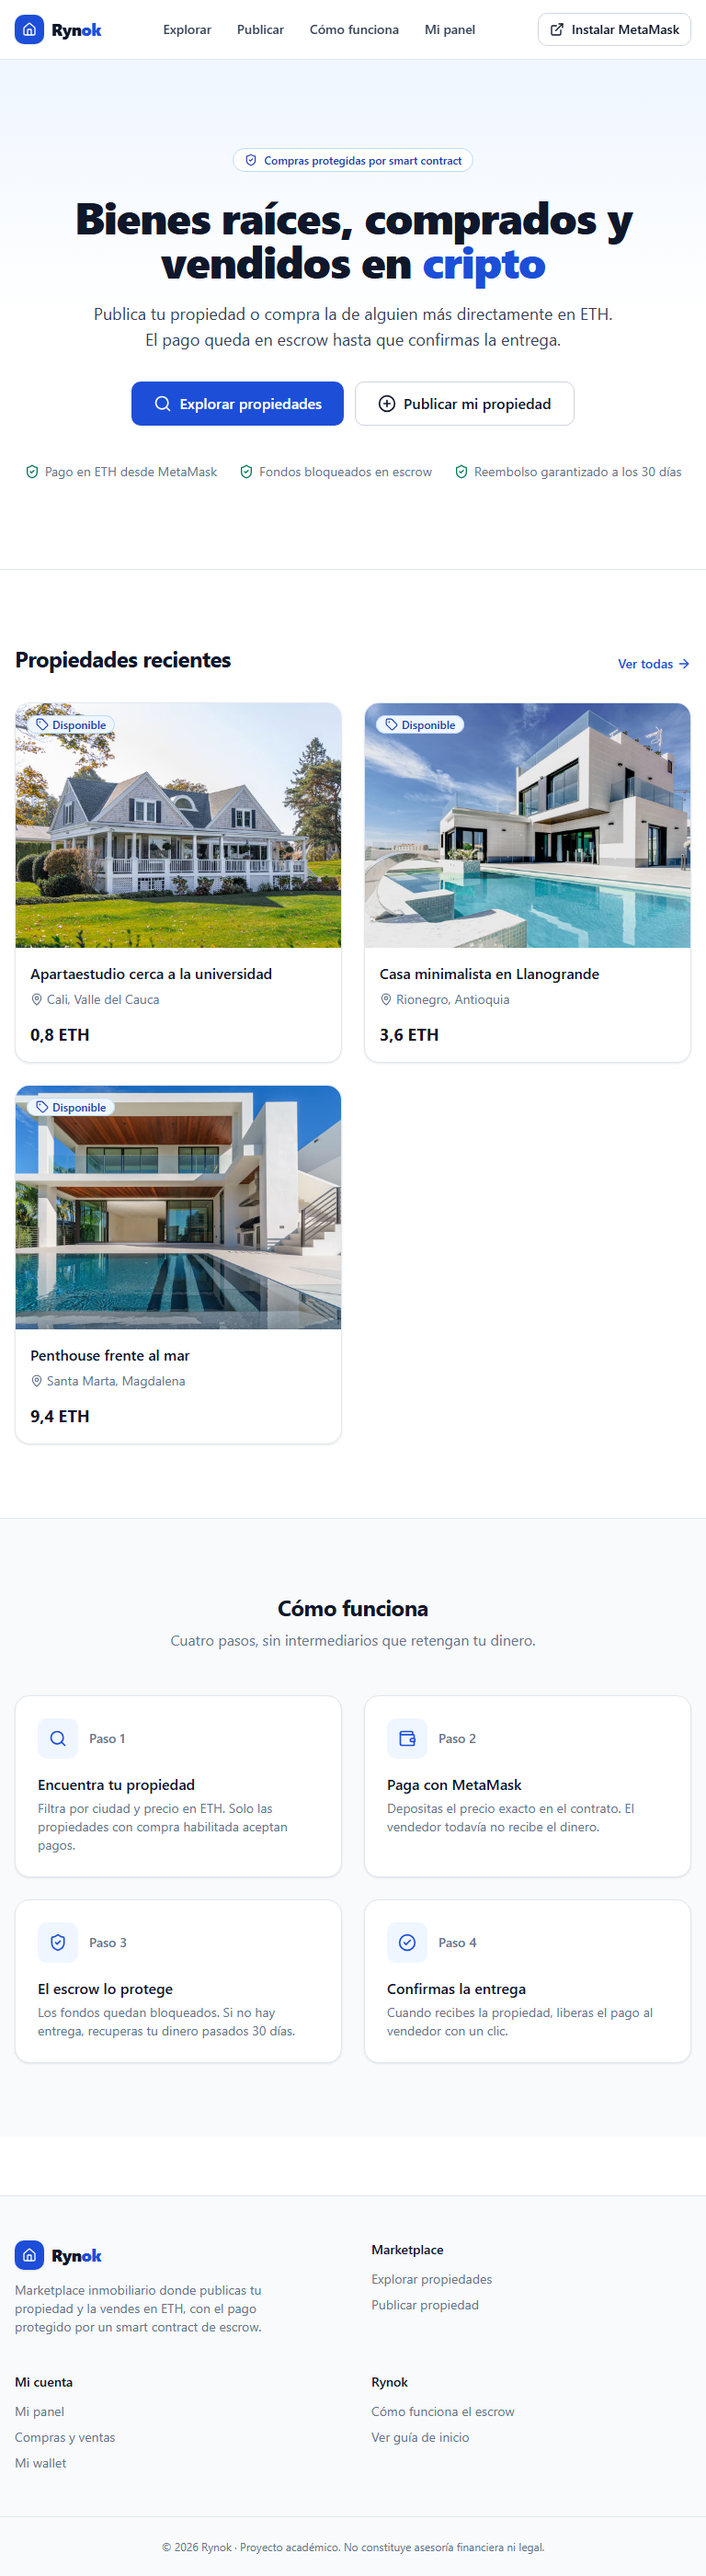 Rynok
Explorar
Publicar
Cómo funciona
Mi panel
Instalar MetaMask
Compras protegidas por smart contract
Bienes raíces, comprados y
vendidos en cripto
Publica tu propiedad o compra la de alguien más directamente en ETH.
El pago queda en escrow hasta que confirmas la entrega.
Explorar propiedades
Publicar mi propiedad
Pago en ETH desde MetaMask
Fondos bloqueados en escrow
Reembolso garantizado a los 30 días
Propiedades recientes
Ver todas
Disponible
Apartaestudio cerca a la universidad
Cali, Valle del Cauca
0,8 ETH
Disponible
Casa minimalista en Llanogrande
Rionegro, Antioquia
3,6 ETH
Disponible
Penthouse frente al mar
Santa Marta, Magdalena
9,4 ETH
Cómo funciona
Cuatro pasos, sin intermediarios que retengan tu dinero.
Paso 1
Encuentra tu propiedad
Filtra por ciudad y precio en ETH. Solo las
propiedades con compra habilitada aceptan
pagos.
Paso 2
Paga con MetaMask
Depositas el precio exacto en el contrato. El
vendedor todavía no recibe el dinero.
Paso 3
El escrow lo protege
Los fondos quedan bloqueados. Si no hay
entrega, recuperas tu dinero pasados 30 días.
Paso 4
Confirmas la entrega
Cuando recibes la propiedad, liberas el pago al
vendedor con un clic.
Rynok
Marketplace inmobiliario donde publicas tu
propiedad y la vendes en ETH, con el pago
protegido por un smart contract de escrow.
Marketplace
Explorar propiedades
Publicar propiedad
Mi cuenta
Mi panel
Compras y ventas
Mi wallet
Rynok
Cómo funciona el escrow
Ver guía de inicio
© 2026 Rynok · Proyecto académico. No constituye asesoría financiera ni legal.